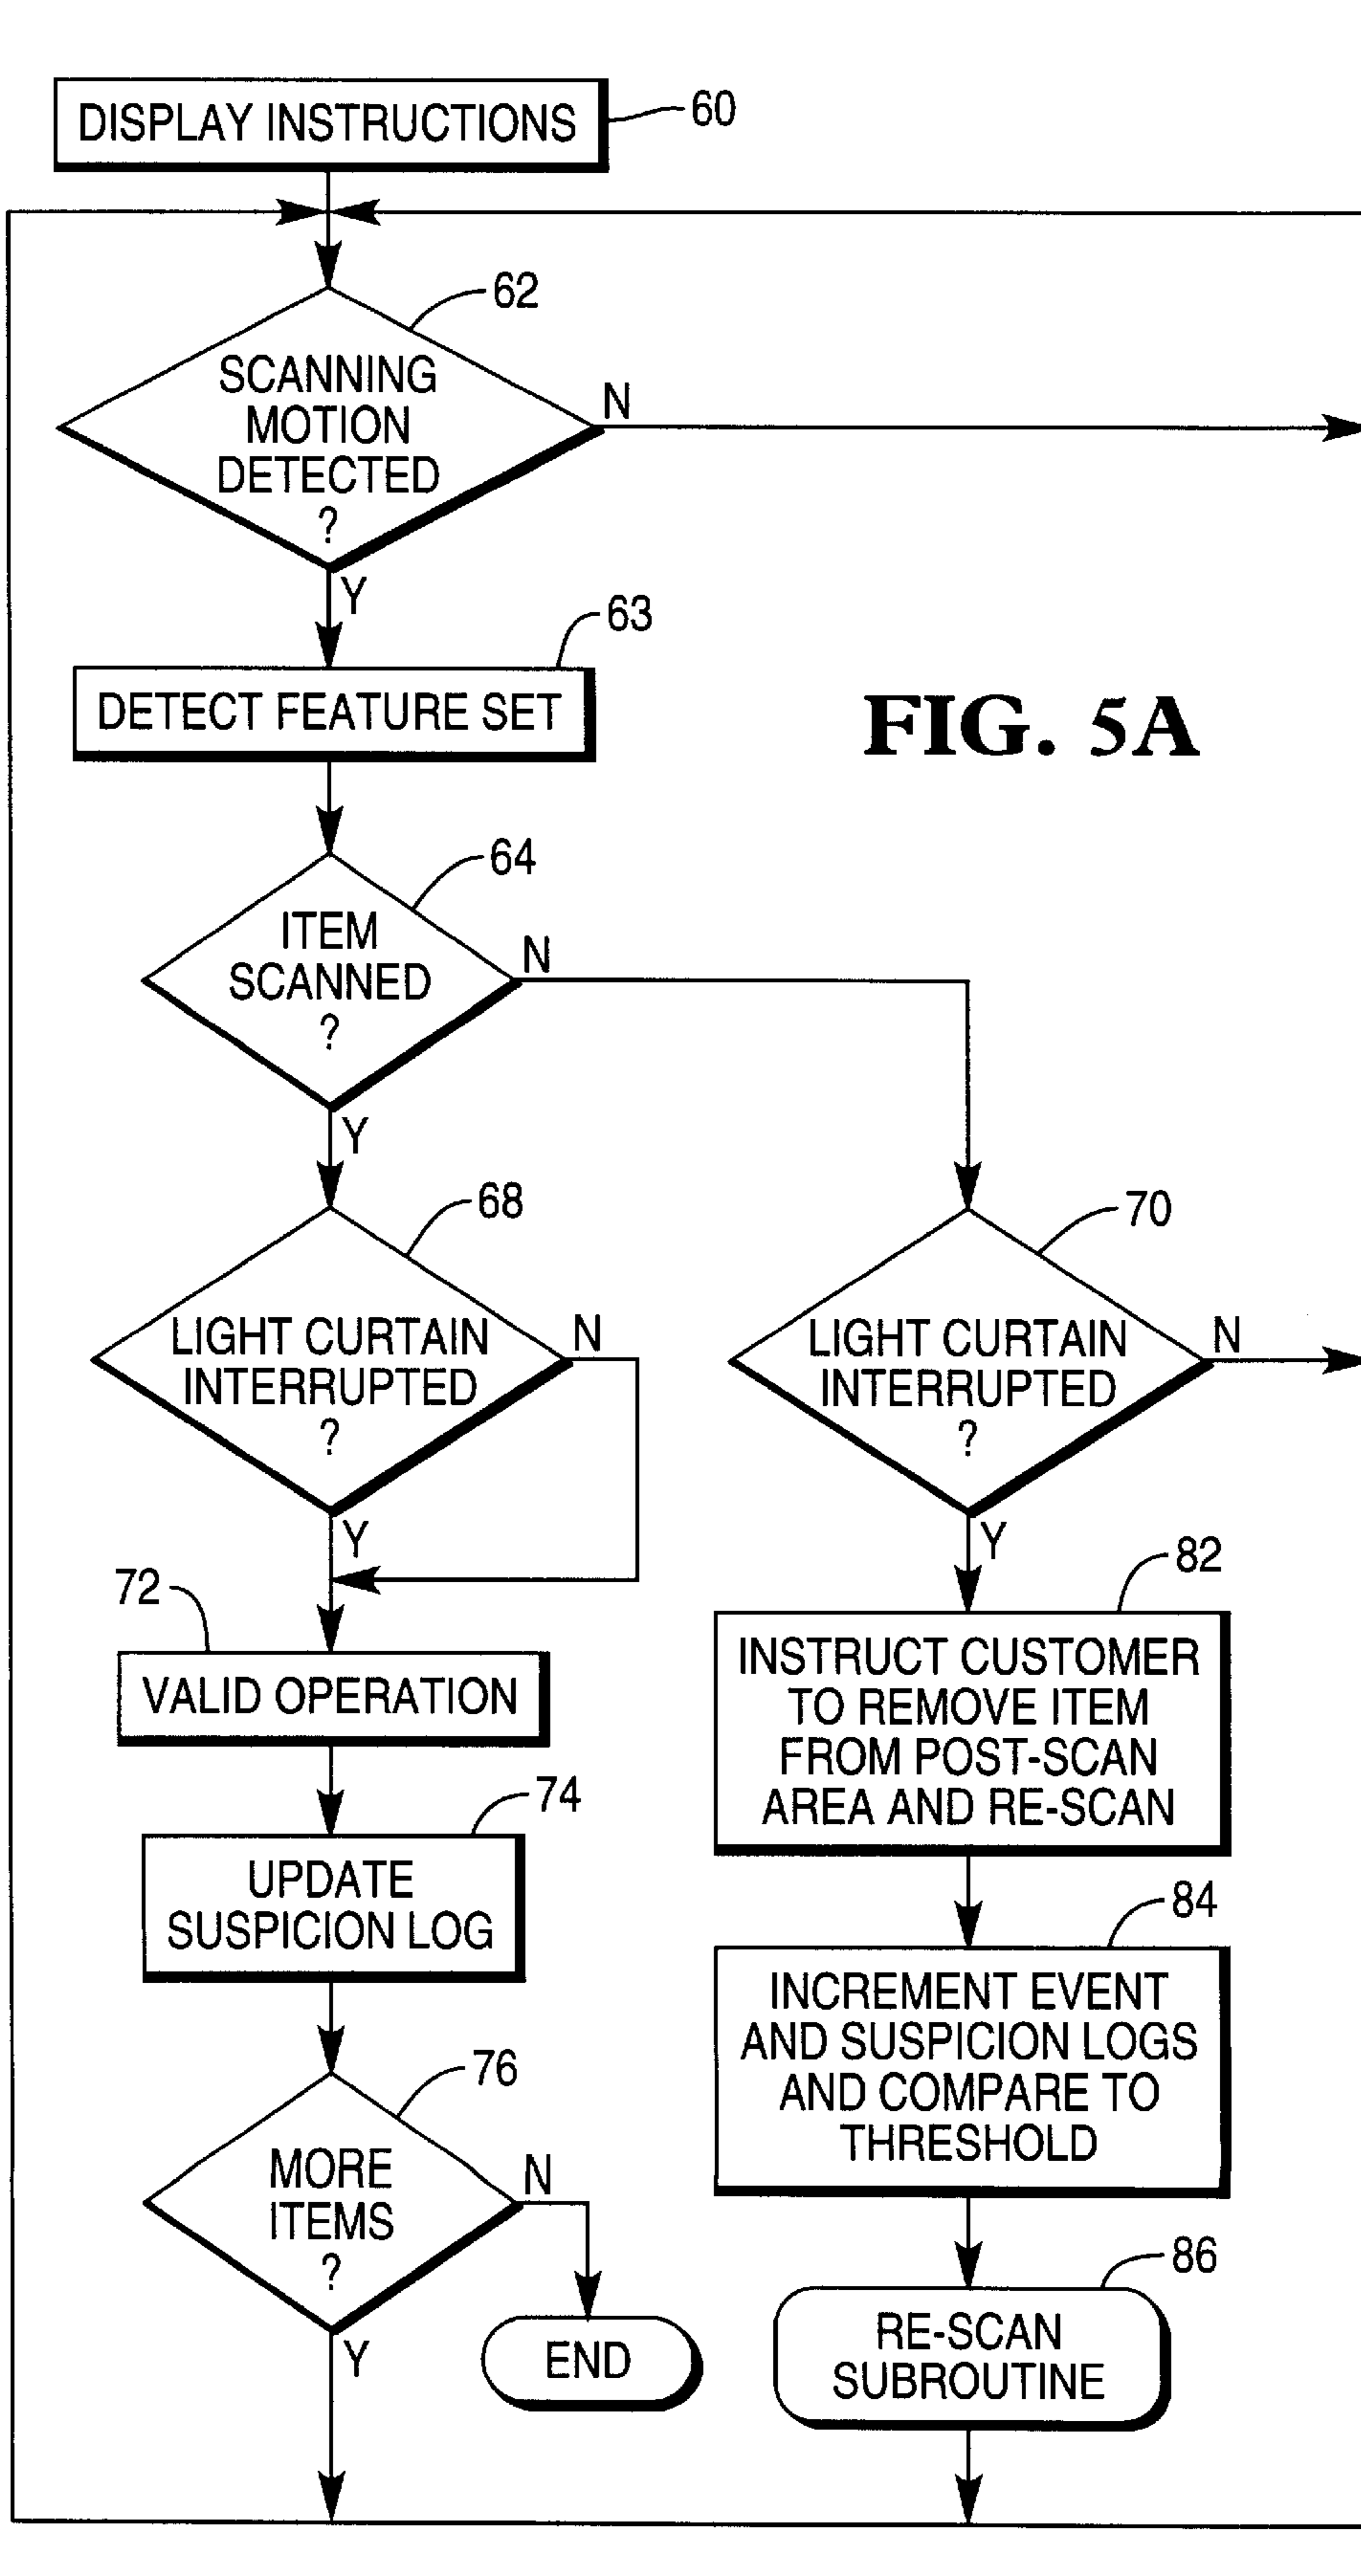 DISPLAY INSTRUCTIONS
60
62
SCANNING
MOTION
DETECTED
?
N
Y
63
DETECT FEATURE SET
FIG. 5A
64
ITEM
SCANNED
?
N
Y
68
LIGHT CURTAIN
INTERRUPTED
?
N
Y
70
LIGHT CURTAIN
INTERRUPTED
?
N
Y
72
VALID OPERATION
82
INSTRUCT CUSTOMER
TO REMOVE ITEM
FROM POST-SCAN
AREA AND RE-SCAN
74
UPDATE
SUSPICION LOG
84
INCREMENT EVENT
AND SUSPICION LOGS
AND COMPARE TO
THRESHOLD
76
MORE
ITEMS
?
N
Y
END
86
RE-SCAN
SUBROUTINE